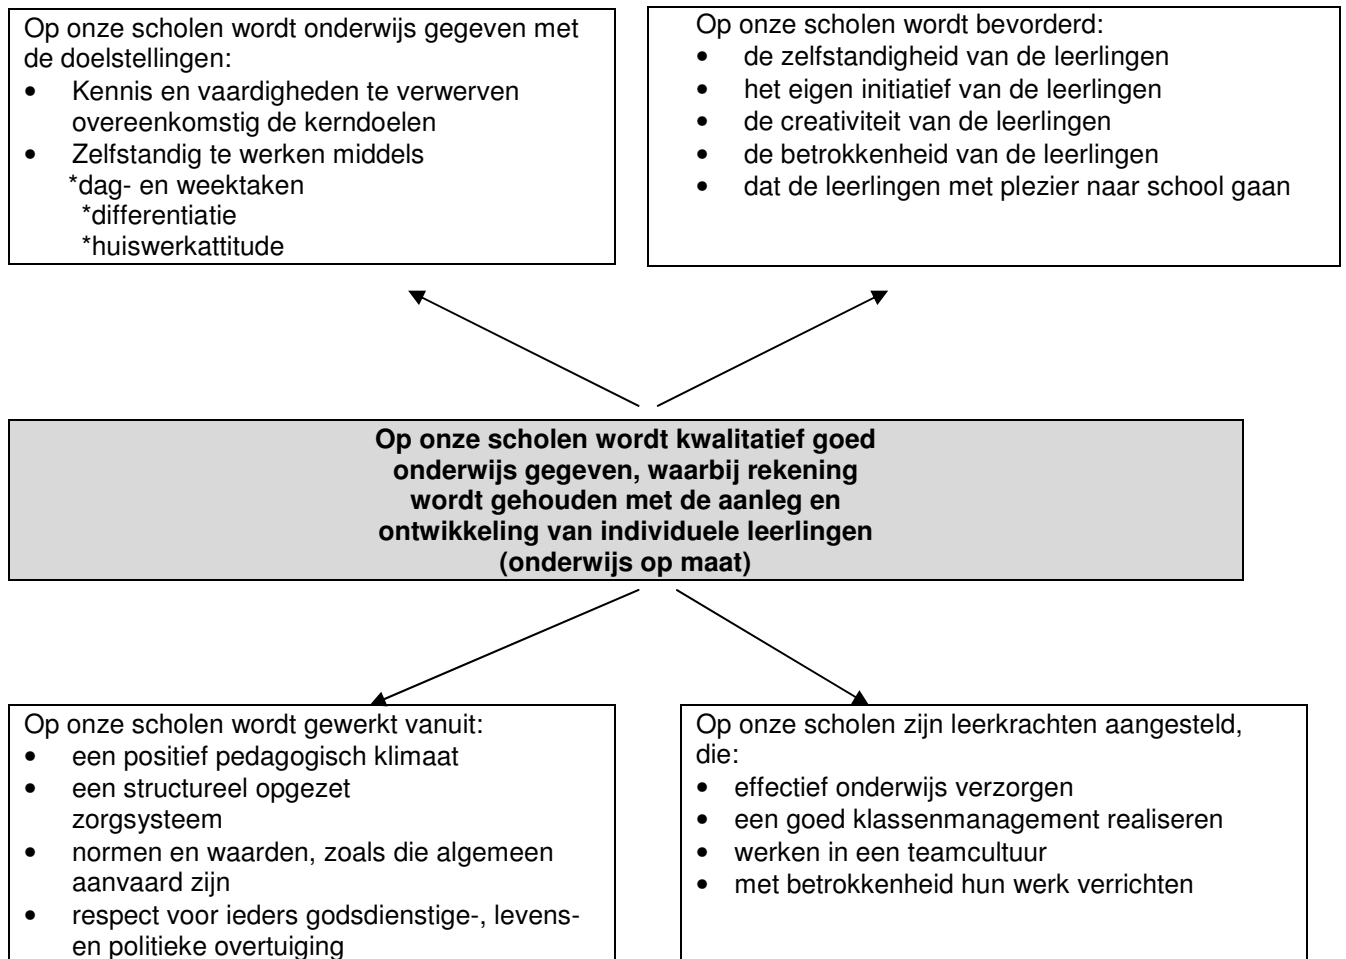 Op onze scholen wordt onderwijs gegeven met
de doelstellingen:
• Kennis en vaardigheden te verwerven
overeenkomstig de kerndoelen
• Zelfstandig te werken middels
*dag- en weektaken
*differentiatie
*huiswerkattitude
Op onze scholen wordt bevorderd:
• de zelfstandigheid van de leerlingen
• het eigen initiatief van de leerlingen
• de creativiteit van de leerlingen
• de betrokkenheid van de leerlingen
• dat de leerlingen met plezier naar school gaan
Op onze scholen wordt kwalitatief goed
onderwijs gegeven, waarbij rekening
wordt gehouden met de aanleg en
ontwikkeling van individuele leerlingen
(onderwijs op maat)
Op onze scholen wordt gewerkt vanuit:
• een positief pedagogisch klimaat
• een structureel opgezet
zorgsysteem
• normen en waarden, zoals die algemeen
aanvaard zijn
• respect voor ieders godsdienstige-, levens-
en politieke overtuiging
Op onze scholen zijn leerkrachten aangesteld,
die:
• effectief onderwijs verzorgen
• een goed klassenmanagement realiseren
• werken in een teamcultuur
• met betrokkenheid hun werk verrichten